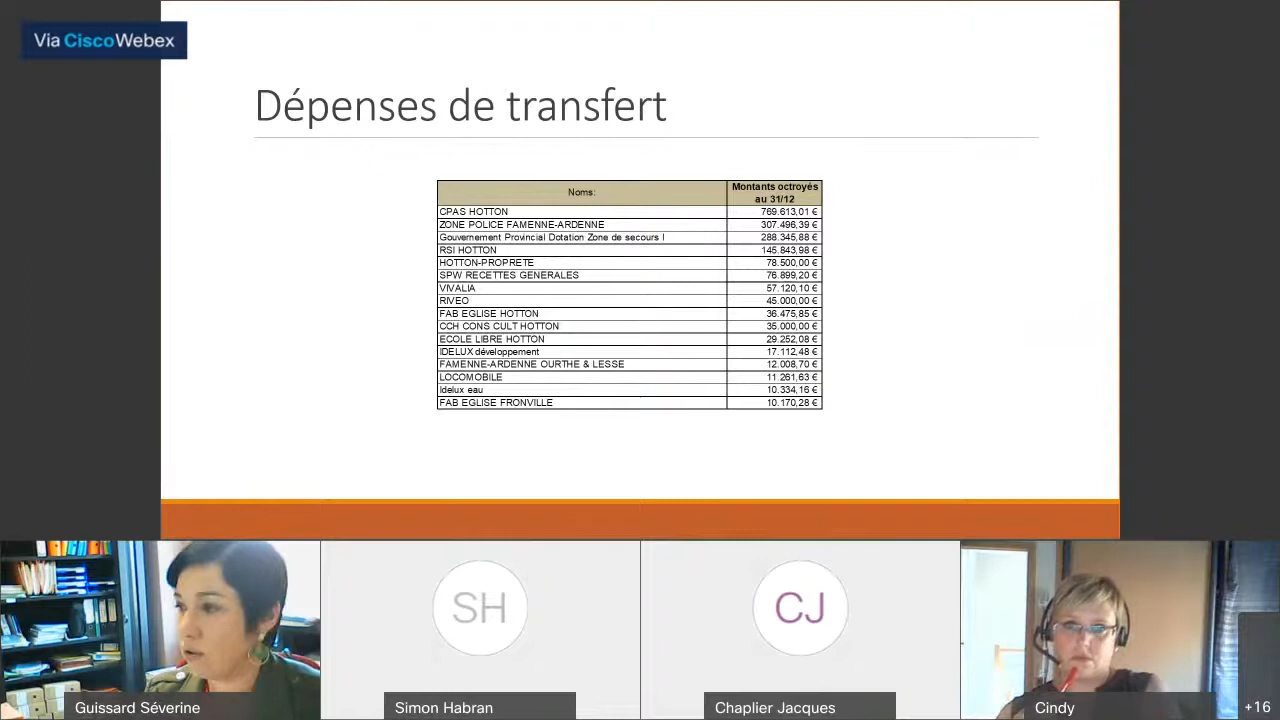 Via CiscoWebex
Dépenses de transfert
Noms: Montants octroyés
au 31/12
CPAS HOTTON 769.613,01 €
ZONE POLICE FAMENNE-ARDENNE 307.496,39 €
Gouvernement Provincial Dotation Zone de secours l 288.345,88 €
RSI HOTTON 145.843,98 €
HOTTON-PROPRETE 78.500,00 €
SPW RECETTES GENERALES 76.899,20 €
VIVALIA 57.120,10 €
RIVEO 45.000,00 €
FAB EGLISE HOTTON 36.475,85 €
CCH CONS CULT HOTTON 35.000,00 €
ECOLE LIBRE HOTTON 29.252,08 €
IDELUX développement 17.112,48 €
FAMENNE-ARDENNE OURTHE & LESSE 12.008,70 €
LOCOMOBILE 11.261,63 €
Idelux eau 10.334,16 €
FAB EGLISE FRONVILLE 10.170,28 €
SH
CJ
Guissard Séverine
Simon Habran
Chaplier Jacques
Cindy
+16